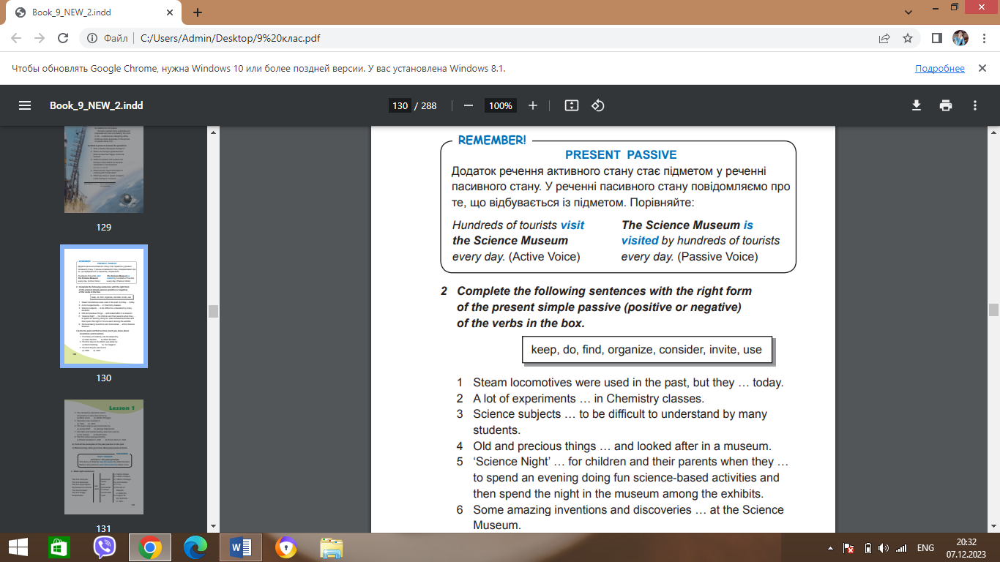 Book_9_NEW_2.indd
Файл
C:/Users/Admin/Desktop/9%20клас.pdf
Чтобы обновлять Google Chrome, нужна Windows 10 или более поздней версии. У вас установлена Windows 8.1.
Подробнее
Book_9_NEW_2.indd
130 / 288
100%
129
130
Lesson 1
131
REMEMBER!
PRESENT PASSIVE
Додаток речення активного стану стає підметом у реченні
пасивного стану. У реченні пасивного стану повідомляємо про
те, що відбувається із підметом. Порівняйте:
Hundreds of tourists visit
the Science Museum
every day. (Active Voice)
The Science Museum is
visited by hundreds of tourists
every day. (Passive Voice)
2 Complete the following sentences with the right form
of the present simple passive (positive or negative)
of the verbs in the box.
keep, do, find, organize, consider, invite, use
1 Steam locomotives were used in the past, but they … today.
2 A lot of experiments … in Chemistry classes.
3 Science subjects … to be difficult to understand by many
students.
4 Old and precious things … and looked after in a museum.
5 ‘Science Night’ … for children and their parents when they …
to spend an evening doing fun science-based activities and
then spend the night in the museum among the exhibits.
6 Some amazing inventions and discoveries … at the Science
Museum.
ENG
20:32
07.12.2023